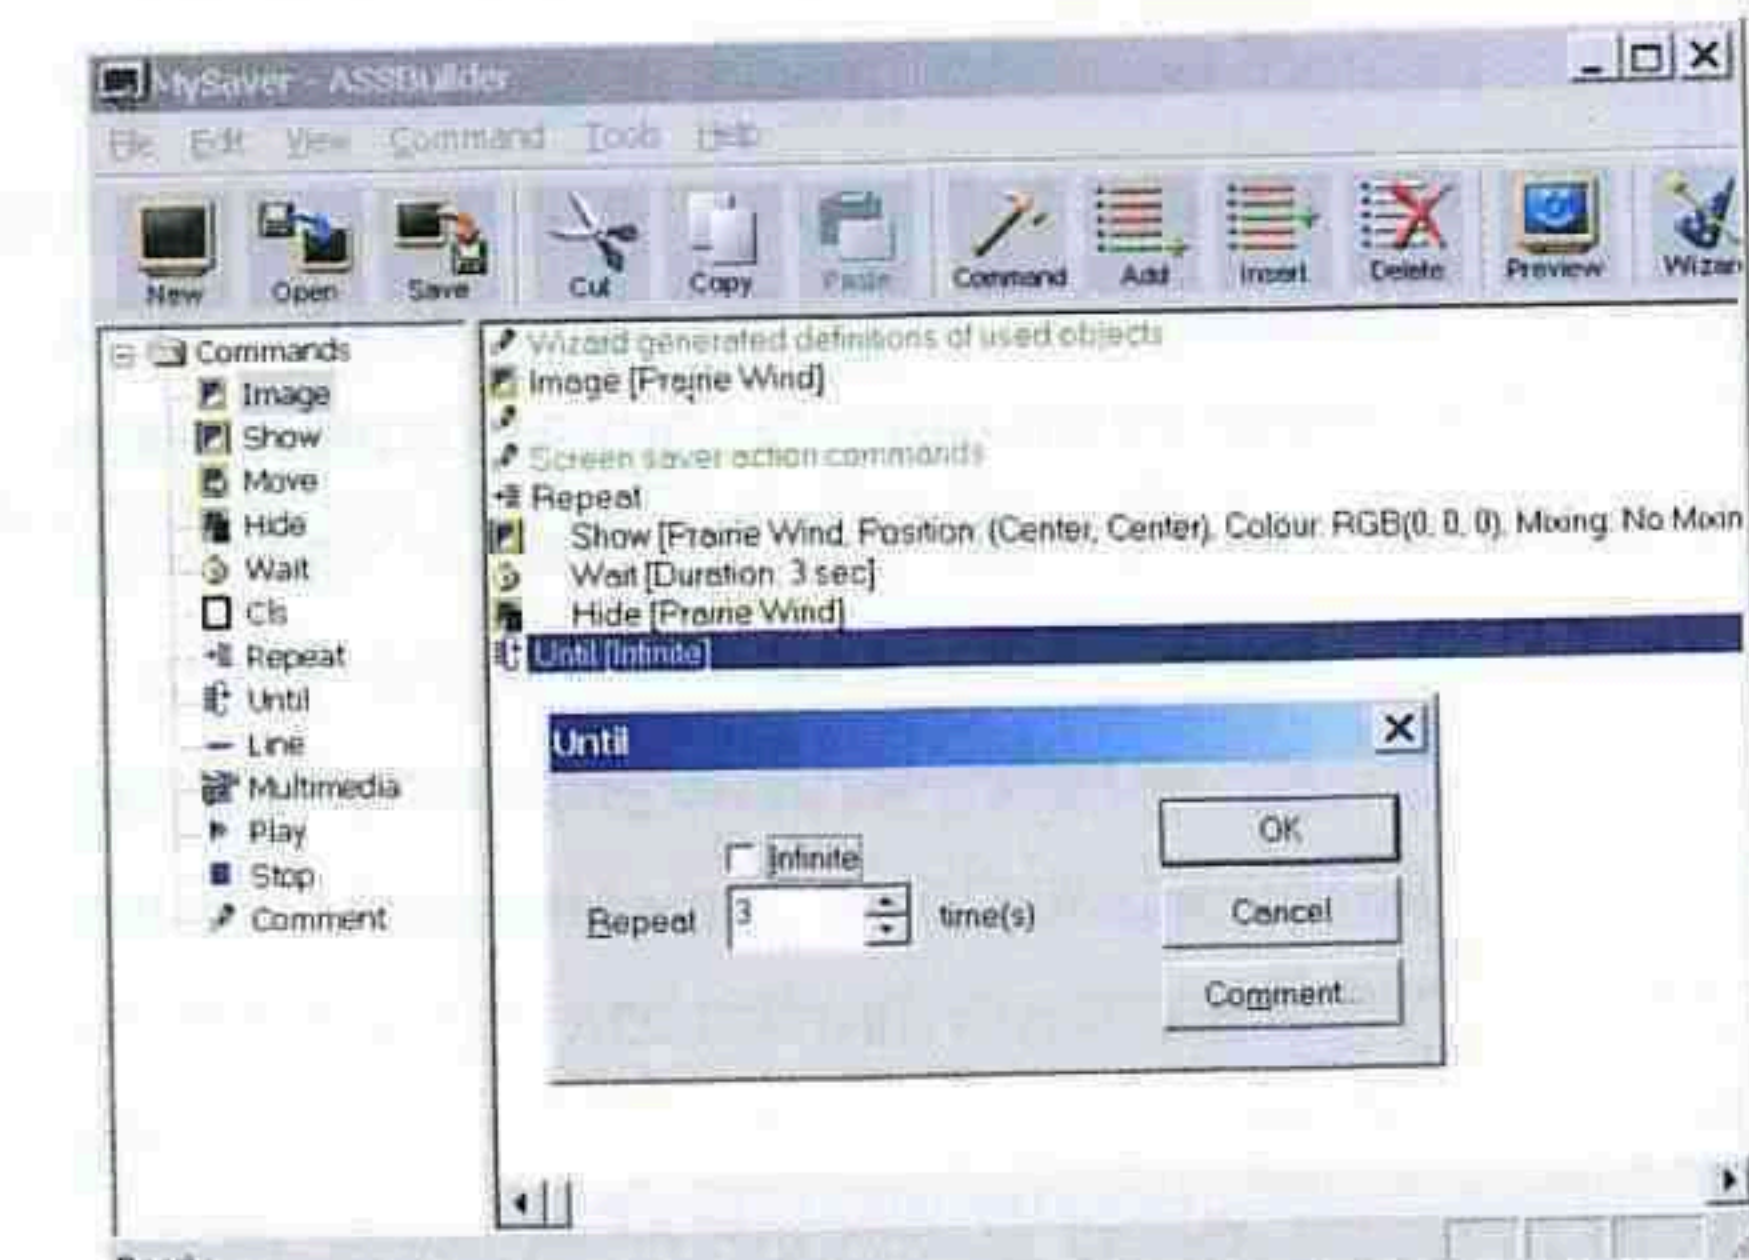 MySaver - ASSBuilder
File Edit View Command Tools Help
New Open Save Cut Copy Paste Command Add Insert Delete Preview Wizar
Commands
Image
Show
Move
Hide
Wait
Cls
Repeat
Until
Line
Multimedia
Play
Stop
Comment
Wizard generated definitions of used objects
Image [Prairie Wind]
Screen saver action commands
Repeat
Show [Prairie Wind, Position: (Center, Center), Colour: RGB(0, 0, 0), Mixing: No Mixin
Wait [Duration: 3 sec]
Hide [Prairie Wind]
Until [Infinite]
Until
Infinite
Repeat 3 time(s)
OK
Cancel
Comment...